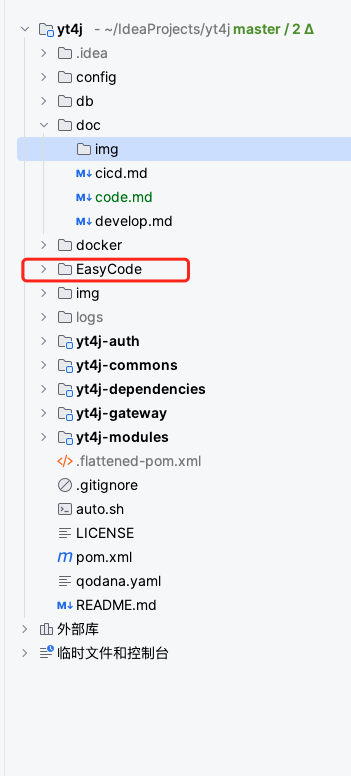 yt4j - ~/IdeaProjects/yt4j master / 2 Δ
.idea
config
db
doc
img
cicd.md
code.md
develop.md
docker
EasyCode
img
logs
yt4j-auth
yt4j-commons
yt4j-dependencies
yt4j-gateway
yt4j-modules
.flattened-pom.xml
.gitignore
auto.sh
LICENSE
pom.xml
qodana.yaml
README.md
外部库
临时文件和控制台